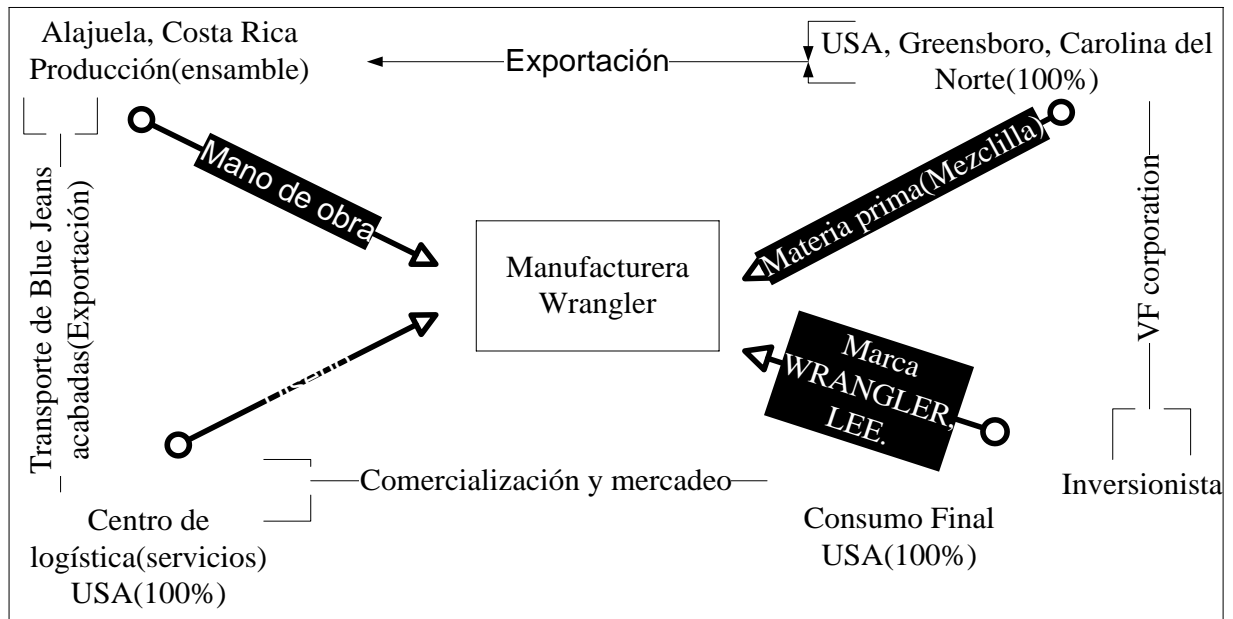 Alajuela, Costa Rica
Producción(ensamble)
Exportación
USA, Greensboro, Carolina del
Norte(100%)
Mano de obra
Materia prima(Mezclilla)
Transporte de Blue Jeans
acabadas(Exportación)
Manufacturera
Wrangler
VF corporation
Marca
WRANGLER,
LEE.
Comercialización y mercadeo
Inversionista
Centro de
logística(servicios)
USA(100%)
Consumo Final
USA(100%)